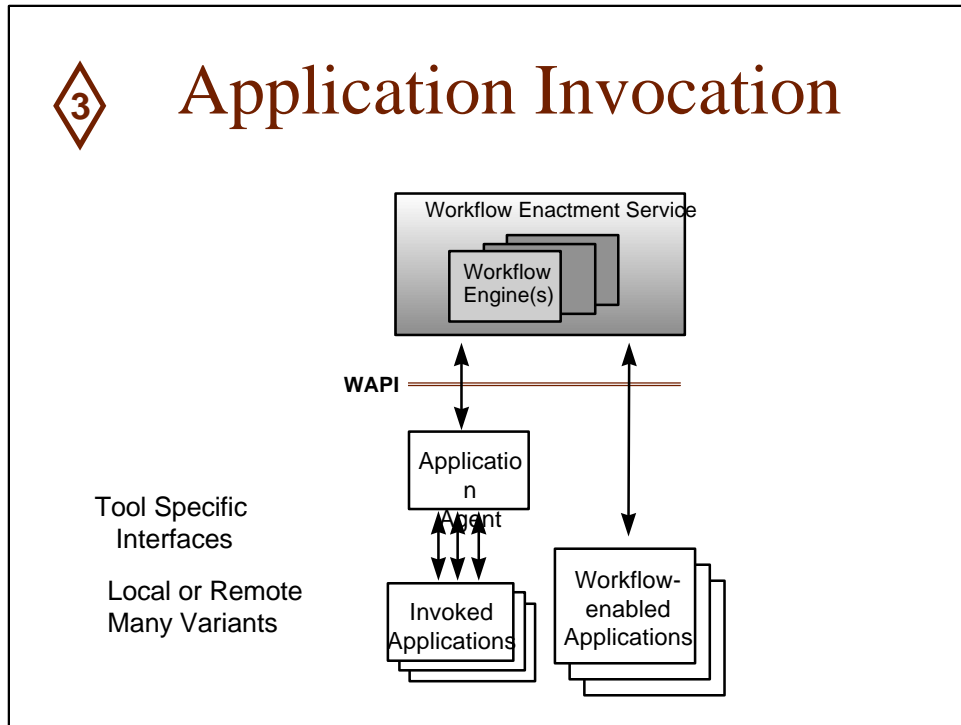 3
Application Invocation
Workflow Enactment Service
Workflow
Engine(s)
WAPI
Applicatio
n
Agent
Tool Specific
Interfaces
Local or Remote
Many Variants
Invoked
Applications
Workflow-
enabled
Applications